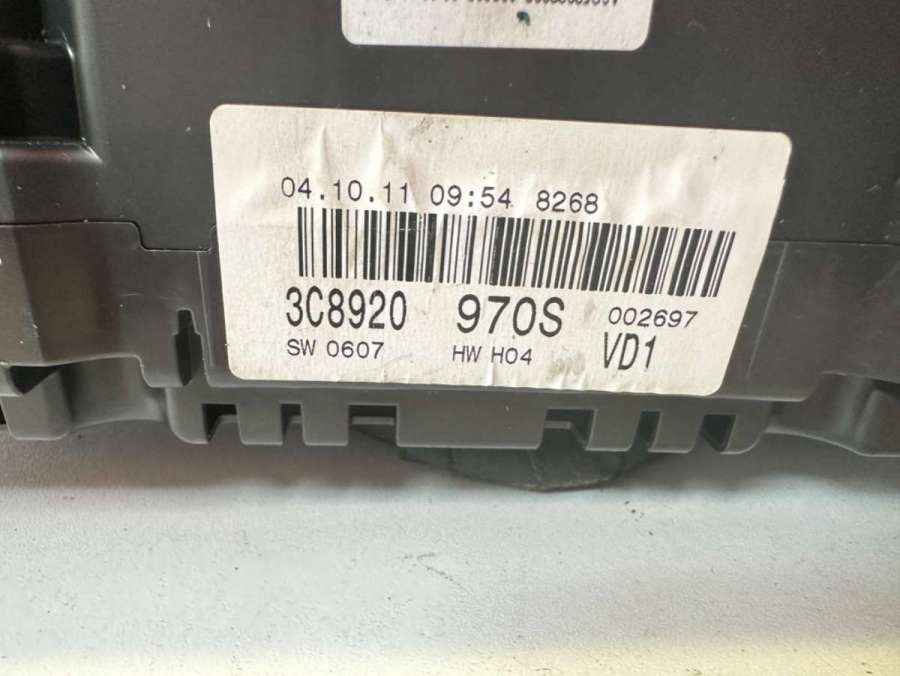 04.10.11 09:54 8268
3C8920 970S 002697
SW 0607 HW H04 VD1